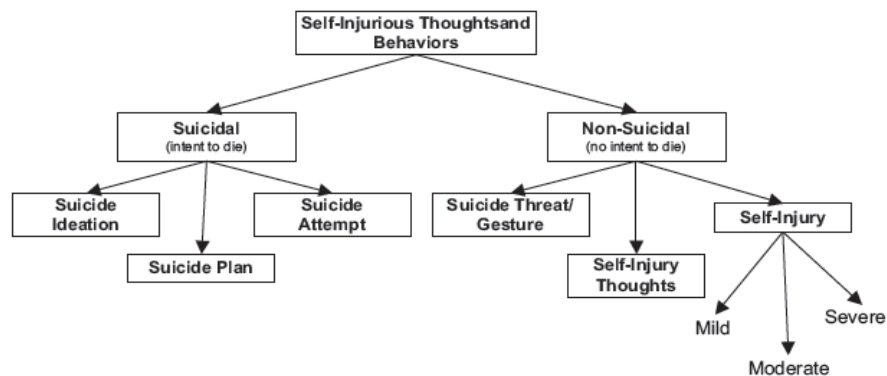 Self-Injurious Thoughtsand
Behaviors
Suicidal
(intent to die)
Non-Suicidal
(no intent to die)
Suicide
Ideation
Suicide
Attempt
Suicide Threat/
Gesture
Self-Injury
Suicide Plan
Self-Injury
Thoughts
Mild
Severe
Moderate